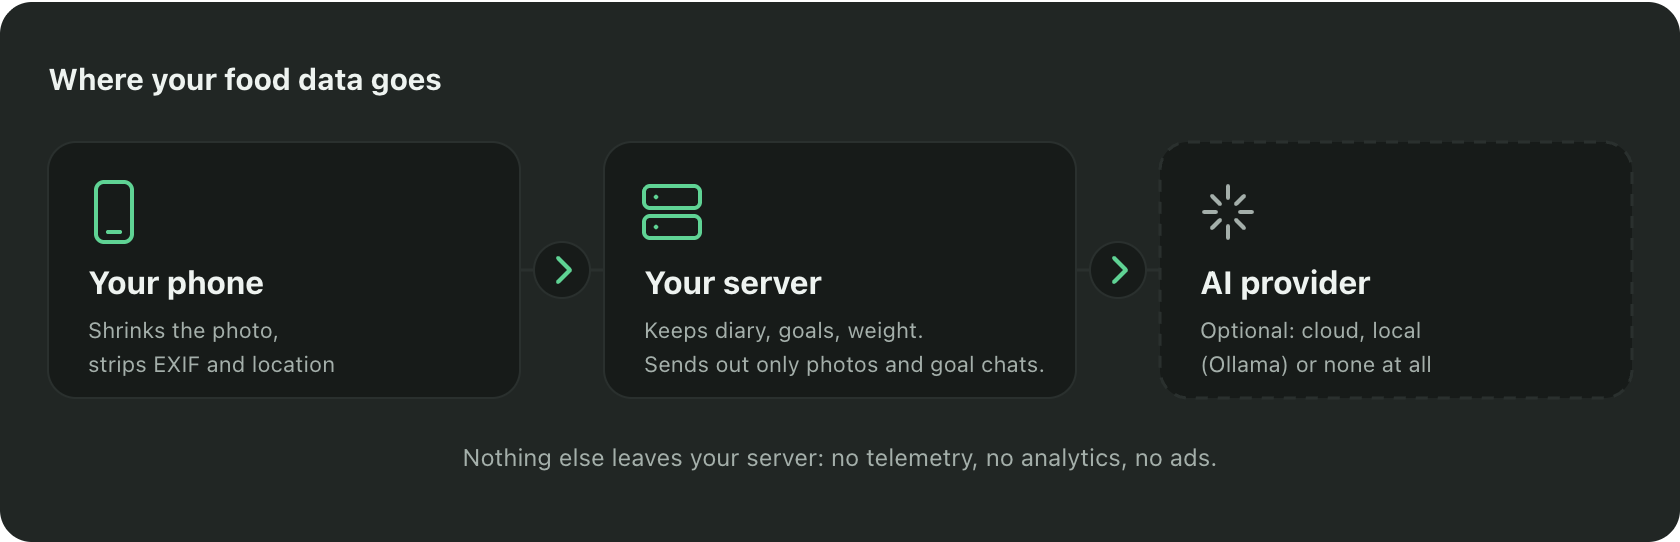 Where your food data goes
Your phone
Shrinks the photo,
strips EXIF and location
Your server
Keeps diary, goals, weight.
Sends out only photos and goal chats.
AI provider
Optional: cloud, local
(Ollama) or none at all
Nothing else leaves your server: no telemetry, no analytics, no ads.